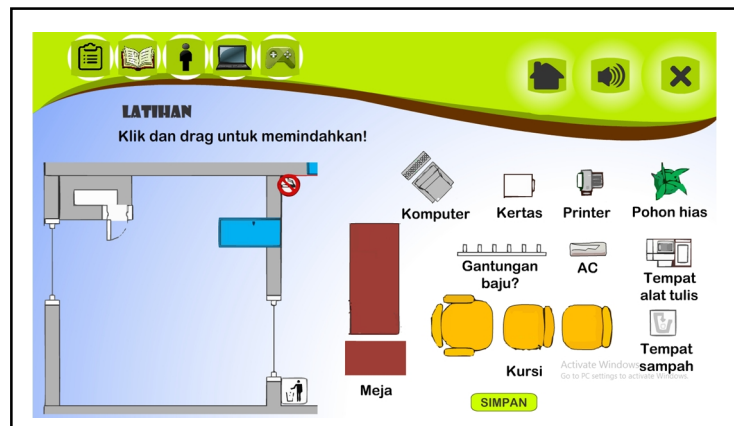 LATIHAN
Klik dan drag untuk memindahkan!
Komputer
Kertas
Printer
Pohon hias
Gantungan
baju?
AC
Tempat
alat tulis
Kursi
Tempat
sampah
Meja
Activate Windows
Go to PC settings to activate Windows.
SIMPAN